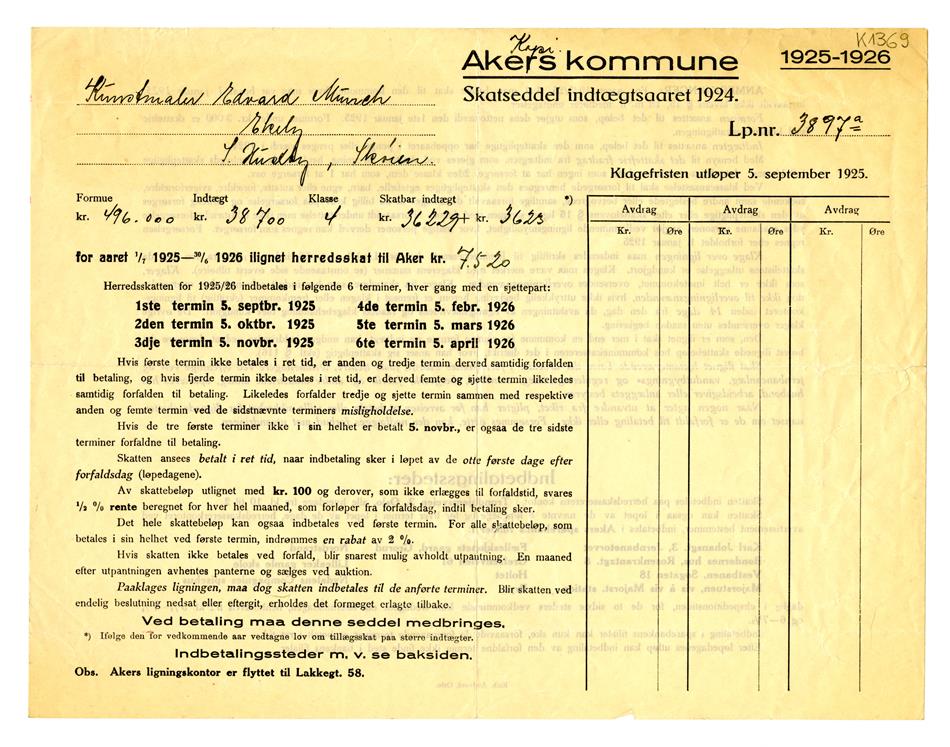 K1369
Kopi.
Akers kommune
1925-1926
Kunstmaler Edvard Munch
Skatseddel indtægtsaaret 1924.
Ekely
Lp.nr. 3897a
S. Husby, Skøien.
Klagefristen utløper 5. september 1925.
Formue Indtægt Klasse Skatbar indtægt *)
kr. 496.000 kr. 38700 4 kr. 36229+ kr. 3623
Avdrag Avdrag Avdrag
Kr. Øre Kr. Øre Kr. Øre
for aaret 1/7 1925—30/6 1926 ilignet herredsskat til Aker kr. 7520
Herredsskatten for 1925/26 indbetales i følgende 6 terminer, hver gang med en sjettepart:
1ste termin 5. septbr. 1925 4de termin 5. febr. 1926
2den termin 5. oktbr. 1925 5te termin 5. mars 1926
3dje termin 5. novbr. 1925 6te termin 5. april 1926
Hvis første termin ikke betales i ret tid, er anden og tredje termin derved samtidig forfalden
til betaling, og hvis fjerde termin ikke betales i ret tid, er derved femte og sjette termin likeledes
samtidig forfalden til betaling. Likeledes forfalder tredje og sjette termin sammen med respektive
anden og femte termin ved de sidstnævnte terminers misligholdelse.
Hvis de tre første terminer ikke i sin helhet er betalt 5. novbr., er ogsaa de tre sidste
terminer forfaldne til betaling.
Skatten ansees betalt i ret tid, naar indbetaling sker i løpet av de otte første dage efter
forfaldsdag (løpedagene).
Av skattebeløp utlignet med kr. 100 og derover, som ikke erlægges til forfaldstid, svares
1/2 % rente beregnet for hver hel maaned, som forløper fra forfaldsdag, indtil betaling sker.
Det hele skattebeløp kan ogsaa indbetales ved første termin. For alle skattebeløp, som
betales i sin helhet ved første termin, indrømmes en rabat av 2 %.
Hvis skatten ikke betales ved forfald, blir snarest mulig avholdt utpantning. En maaned
efter utpantningen avhentes panterne og sælges ved auktion.
Paaklages ligningen, maa dog skatten indbetales til de anførte terminer. Blir skatten ved
endelig beslutning nedsat eller eftergit, erholdes det formeget erlagte tilbake.
Ved betaling maa denne seddel medbringes.
*) Ifølge den for vedkommende aar vedtagne lov om tillægsskat paa større indtægter.
Indbetalingssteder m. v. se baksiden.
Obs. Akers ligningskontor er flyttet til Lakkegt. 58.